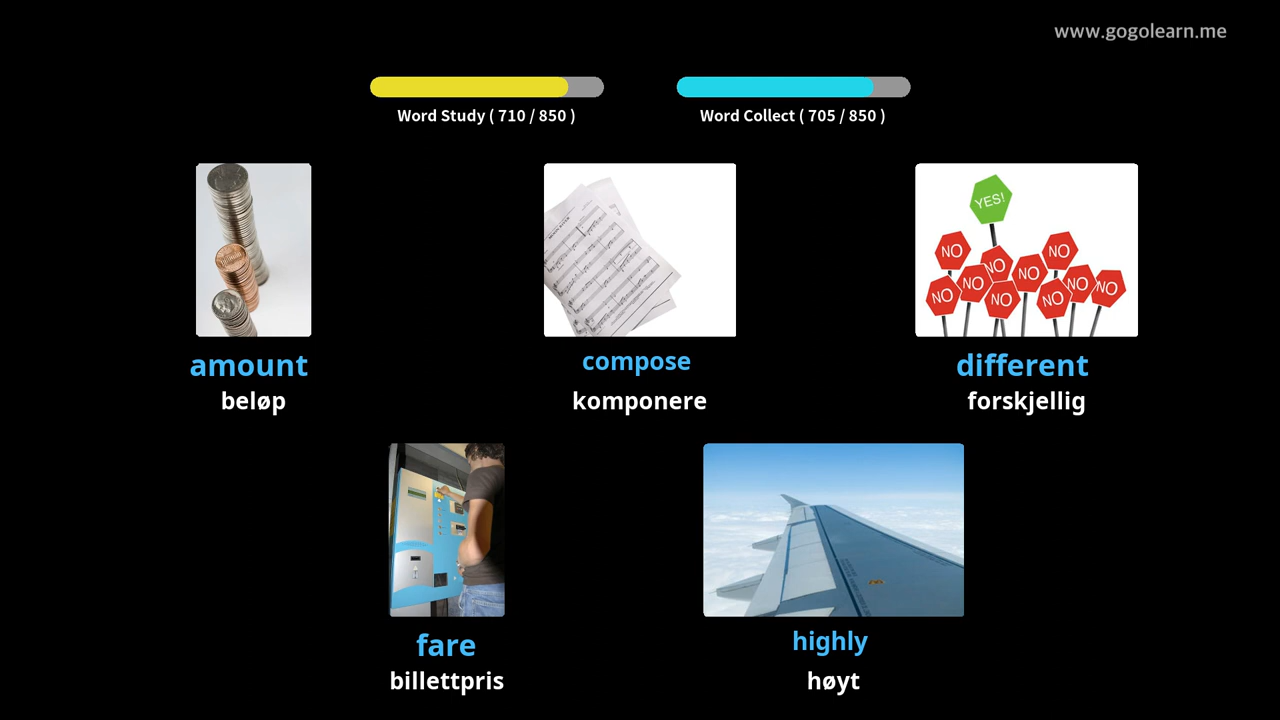 www.gogolearn.me
Word Study ( 710 / 850 )
Word Collect ( 705 / 850 )
YES!
NO
NO
NO
NO
NO
NO
NO
NO
NO
NO
amount
beløp
compose
komponere
different
forskjellig
fare
billettpris
highly
høyt